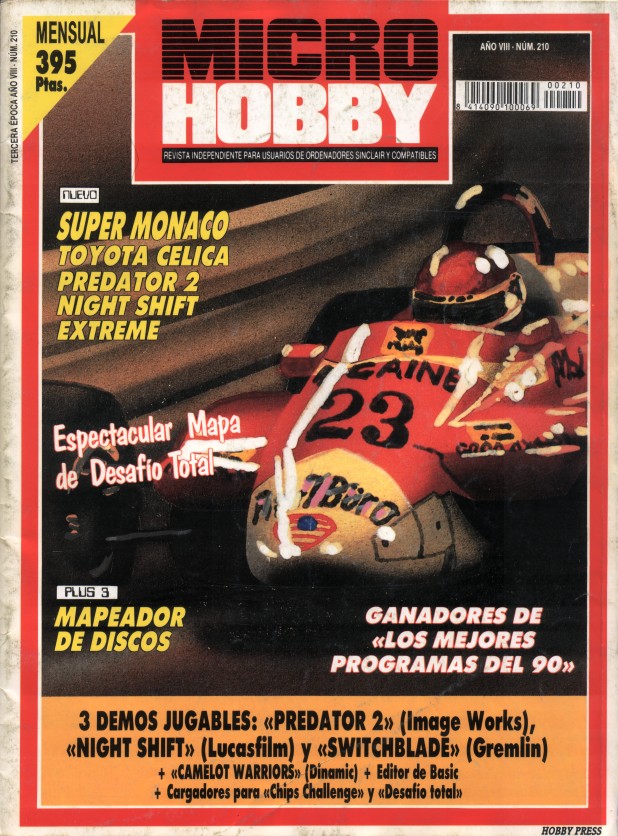 MENSUAL
395
Ptas.
TERCERA ÉPOCA AÑO VIII - NÚM. 210
MICRO
HOBBY
REVISTA INDEPENDIENTE PARA USUARIOS DE ORDENADORES SINCLAIR Y COMPATIBLES
AÑO VIII - NÚM. 210
00210
8 414090 100069
NUEVO
SUPER MONACO
TOYOTA CELICA
PREDATOR 2
NIGHT SHIFT
EXTREME
23
Büro
Espectacular Mapa
de Desafío Total
PLUS 3
MAPEADOR
DE DISCOS
GANADORES DE
«LOS MEJORES
PROGRAMAS DEL 90»
3 DEMOS JUGABLES: «PREDATOR 2» (Image Works),
«NIGHT SHIFT» (Lucasfilm) y «SWITCHBLADE» (Gremlin)
+ «CAMELOT WARRIORS» (Dinamic) + Editor de Basic
+ Cargadores para «Chips Challenge» y «Desafío total»
HOBBY PRESS